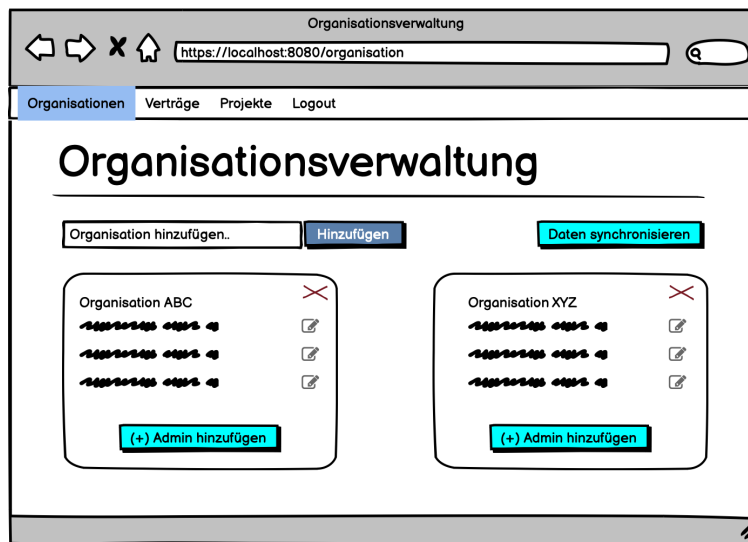 Organisationsverwaltung
https://localhost:8080/organisation
Organisationen Verträge Projekte Logout
Organisationsverwaltung
Organisation hinzufügen.. Hinzufügen Daten synchronisieren
Organisation ABC
(+) Admin hinzufügen
Organisation XYZ
(+) Admin hinzufügen